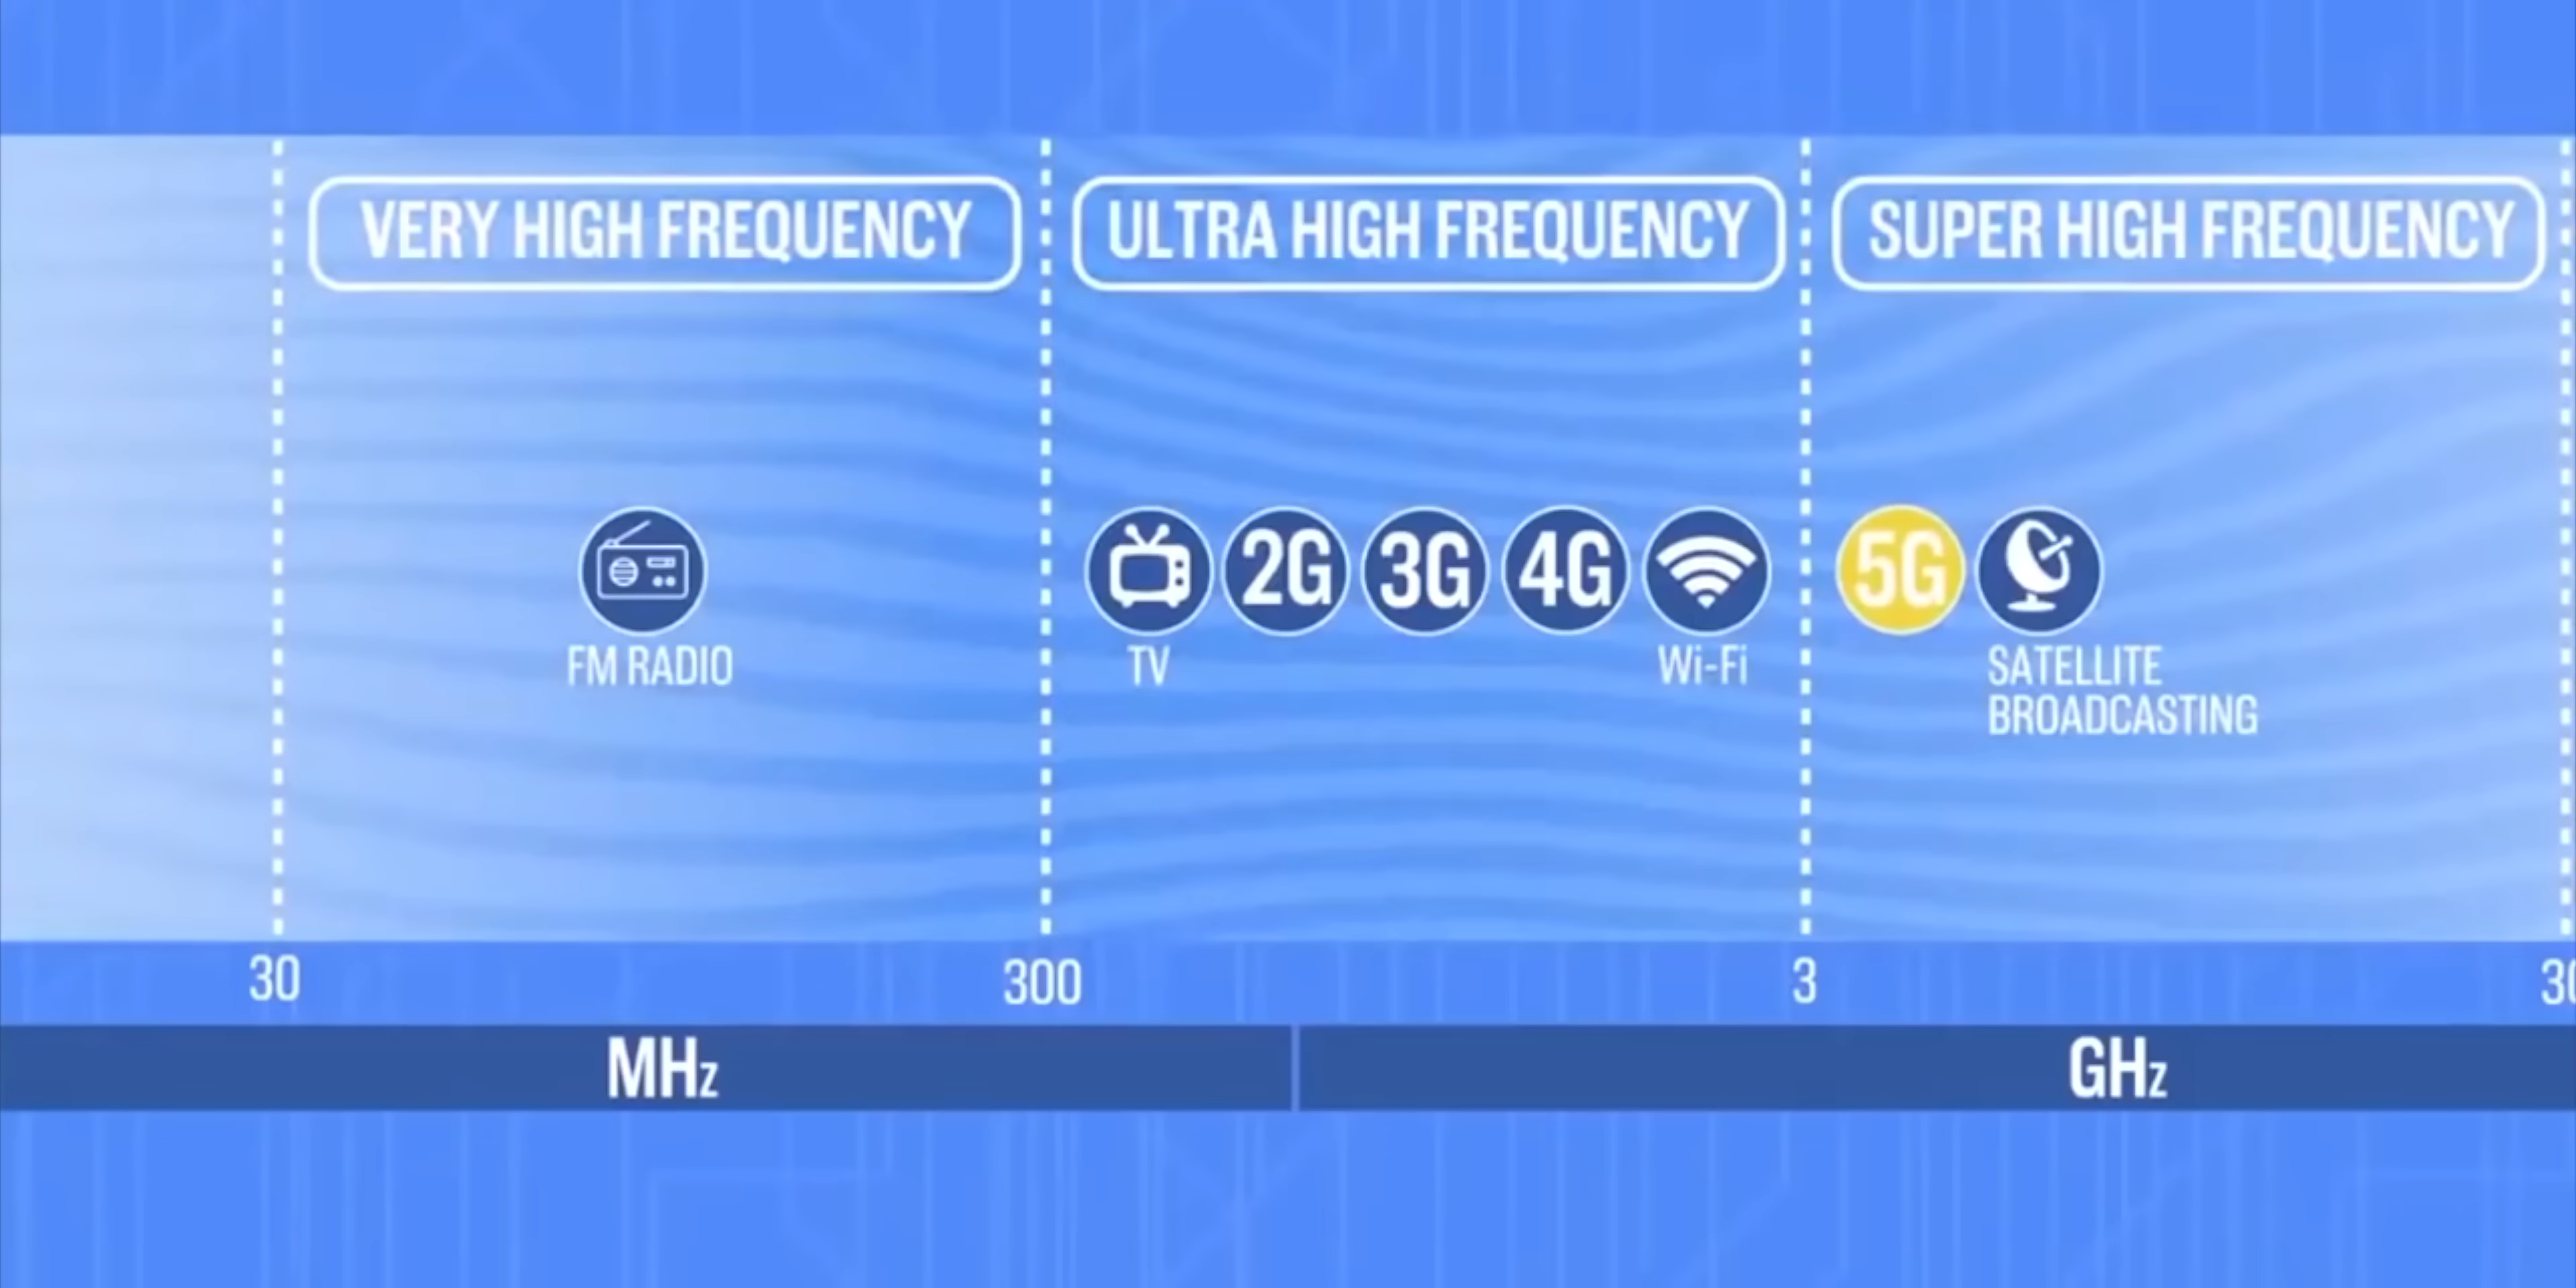 VERY HIGH FREQUENCY
ULTRA HIGH FREQUENCY
SUPER HIGH FREQUENCY
2G
3G
4G
5G
FM RADIO
TV
Wi-Fi
SATELLITE
BROADCASTING
30
300
3
MHz
GHz